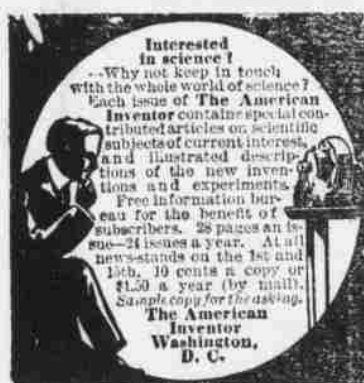 Interested
in science?
--Why not keep in touch
with the whole world of science?
Each issue of The American
Inventor contains special con-
tributed articles on scientific
subjects of current interest,
and illustrated descrip-
tions of the new inven-
tions and experiments.
Free information bur-
eau for the benefit of
subscribers. 28 pages an is-
sue—24 issues a year. At all
news-stands on the 1st and
15th. 10 cents a copy or
$1.50 a year (by mail).
Sample copy for the asking.
The American
Inventor
Washington,
D. C.